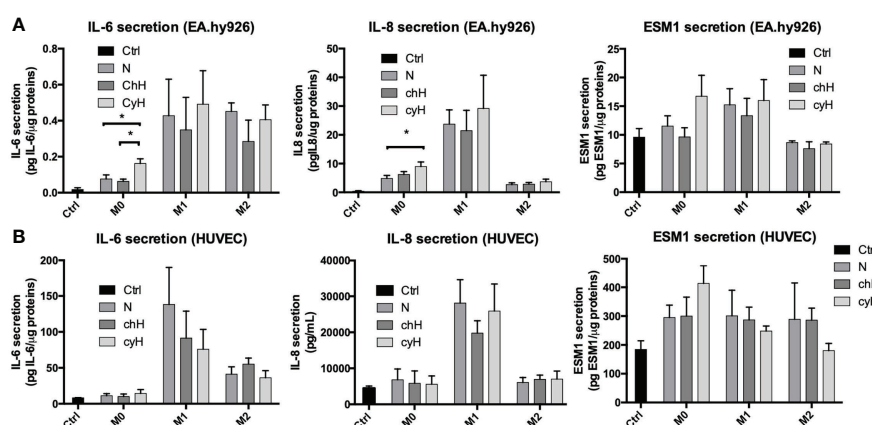 A
IL-6 secretion (EA.hy926)
IL-6 secretion
(pg IL-6/µg proteins)
0.8
0.6
0.4
0.2
0.0
Ctrl
N
ChH
CyH
*
*
Ctrl
M0
M1
M2
IL-8 secretion (EA.hy926)
IL8 secretion
(pgIL8/ug proteins)
50
40
30
20
10
0
Ctrl
N
chH
cyH
*
Ctrl
M0
M1
M2
ESM1 secretion (EA.hy926)
ESM1 secretion
(pg ESM1/µg proteins)
25
20
15
10
5
0
Ctrl
M0
M1
M2
B
IL-6 secretion (HUVEC)
IL-6 secretion
(pg IL-6/µg proteins)
200
150
100
50
0
Ctrl
N
chH
cyH
Ctrl
M0
M1
M2
IL-8 secretion (HUVEC)
IL-8 secretion
(pg/mL)
40000
30000
20000
10000
0
Ctrl
N
chH
cyH
Ctrl
M0
M1
M2
ESM1 secretion (HUVEC)
ESM1 secretion
(pg ESM1/µg proteins)
500
400
300
200
100
0
Ctrl
M0
M1
M2
N